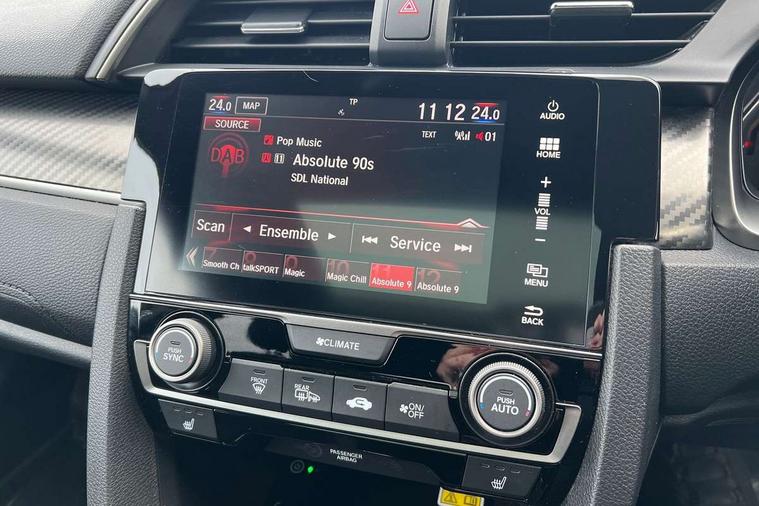 24.0 MAP TP 11 12 24.0
SOURCE TEXT 01
DAB
Pop Music
Absolute 90s
SDL National
Scan ◄ Ensemble ► Service
Smooth Ch talkSPORT Magic Magic Chill Absolute 9 Absolute 9
11 12
AUDIO
HOME
+
VOL
−
MENU
BACK
CLIMATE
PUSH
SYNC
FRONT
REAR
ON/
OFF
PUSH
AUTO
PASSENGER
AIRBAG